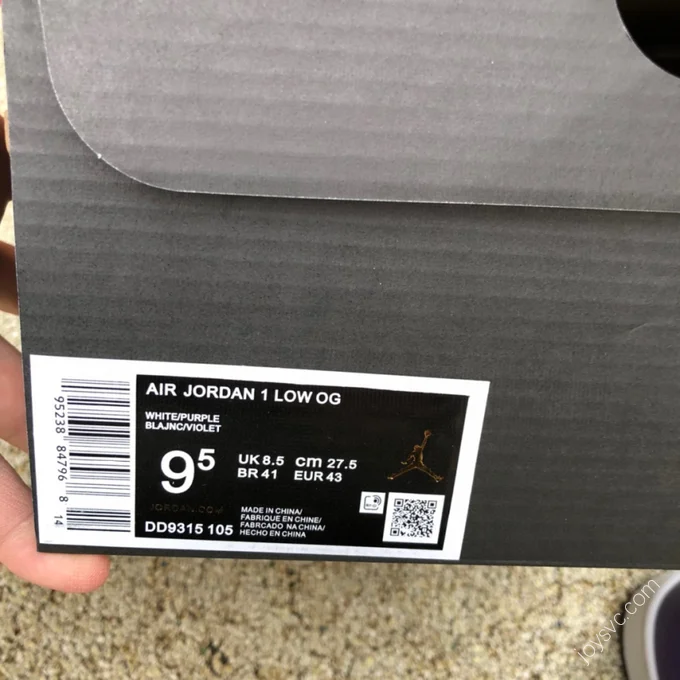 AIR JORDAN 1 LOW OG
WHITE/PURPLE
BLAJNC/VIOLET
9⁵
UK 8.5 cm 27.5
BR 41 EUR 43
JORDAN.COM
DD9315 105
MADE IN CHINA/
FABRIQUE EN CHINE/
FABRCADO NA CHINA/
HECHO EN CHINA
95238 84796 8
14
joysvc.com